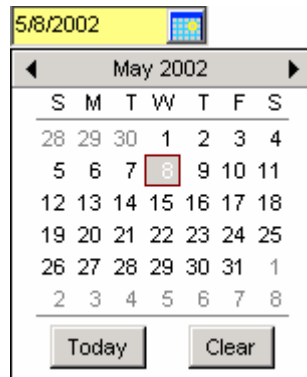 5/8/2002
May 2002
S M T W T F S
28 29 30 1 2 3 4
5 6 7 8 9 10 11
12 13 14 15 16 17 18
19 20 21 22 23 24 25
26 27 28 29 30 31 1
2 3 4 5 6 7 8
Today Clear